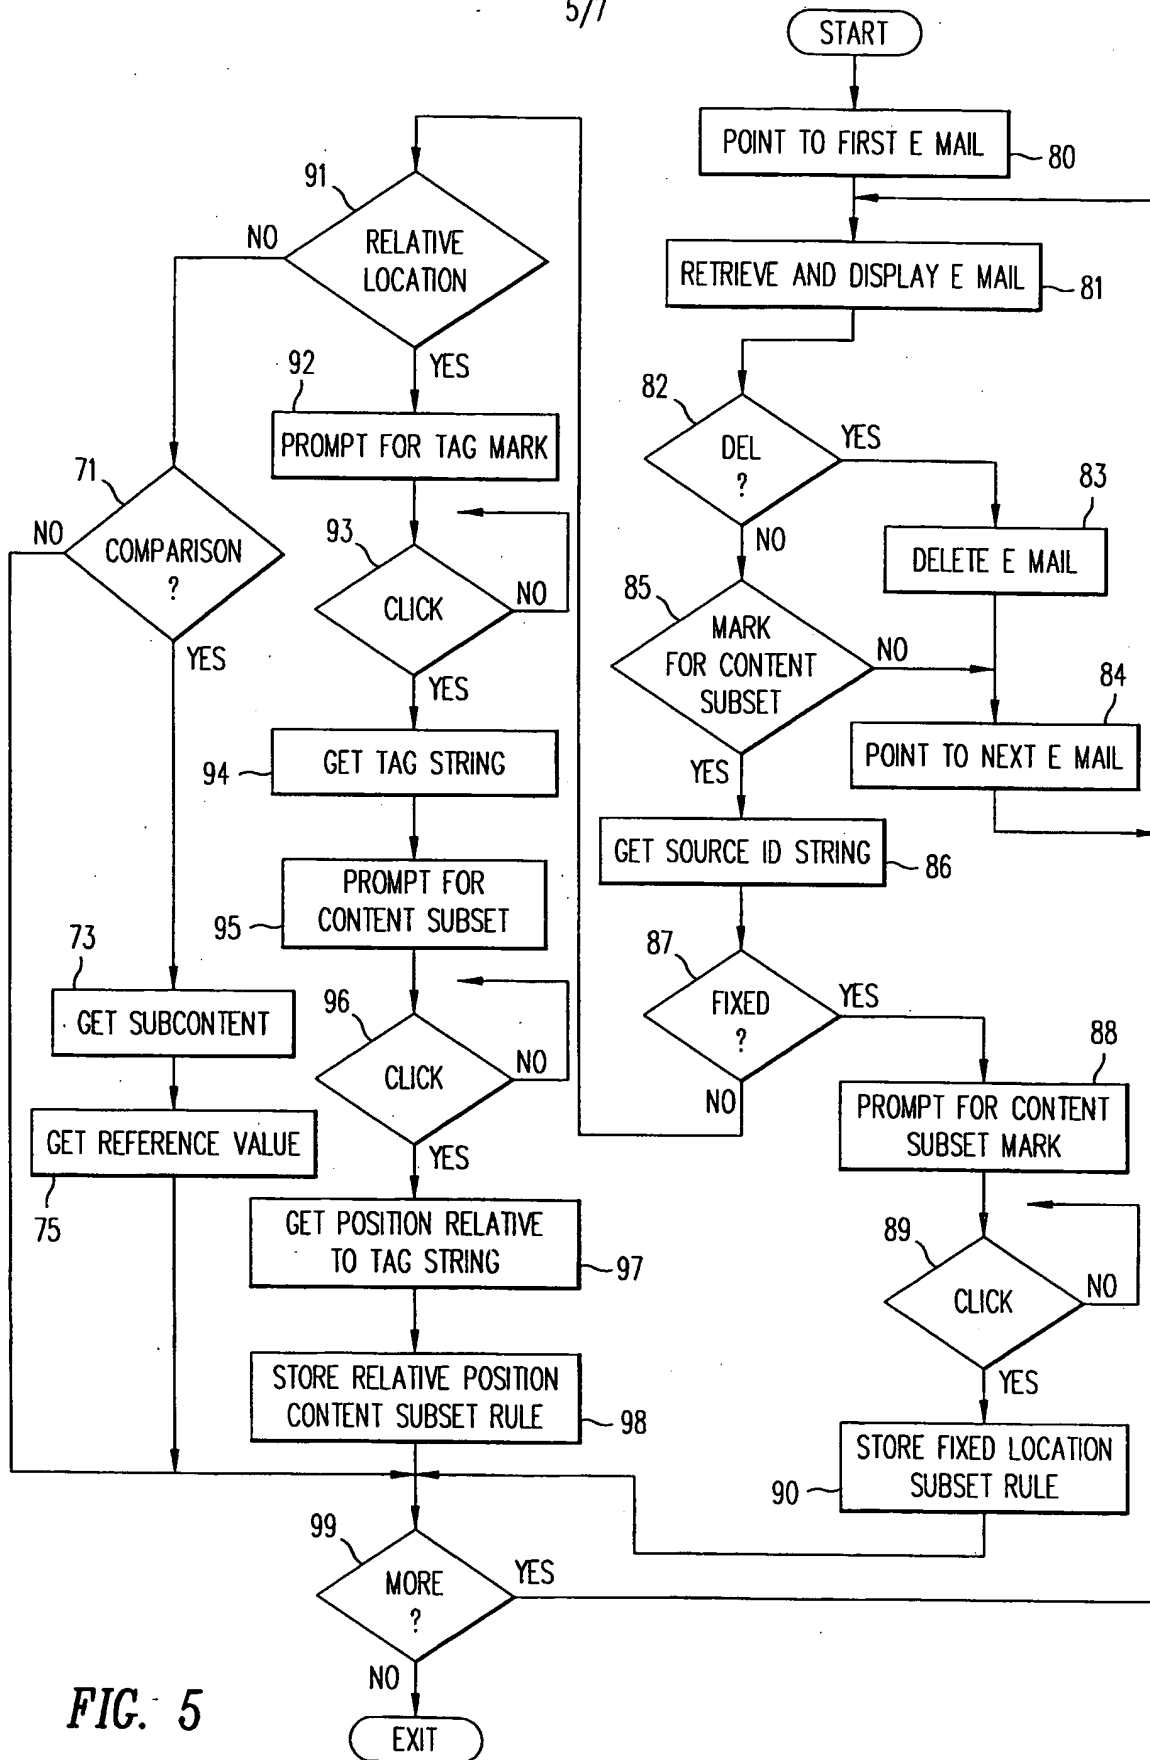 5/7
START
POINT TO FIRST E MAIL
80
RETRIEVE AND DISPLAY E MAIL
81
82
DEL
?
YES
NO
83
DELETE E MAIL
85
MARK
FOR CONTENT
SUBSET
NO
YES
84
POINT TO NEXT E MAIL
GET SOURCE ID STRING
86
87
FIXED
?
YES
NO
88
PROMPT FOR CONTENT
SUBSET MARK
89
CLICK
NO
YES
STORE FIXED LOCATION
SUBSET RULE
90
91
RELATIVE
LOCATION
NO
YES
92
PROMPT FOR TAG MARK
93
CLICK
NO
YES
GET TAG STRING
94
PROMPT FOR
CONTENT SUBSET
95
96
CLICK
NO
YES
GET POSITION RELATIVE
TO TAG STRING
97
STORE RELATIVE POSITION
CONTENT SUBSET RULE
98
71
COMPARISON
?
NO
YES
73
GET SUBCONTENT
GET REFERENCE VALUE
75
99
MORE
?
YES
NO
EXIT
FIG. 5